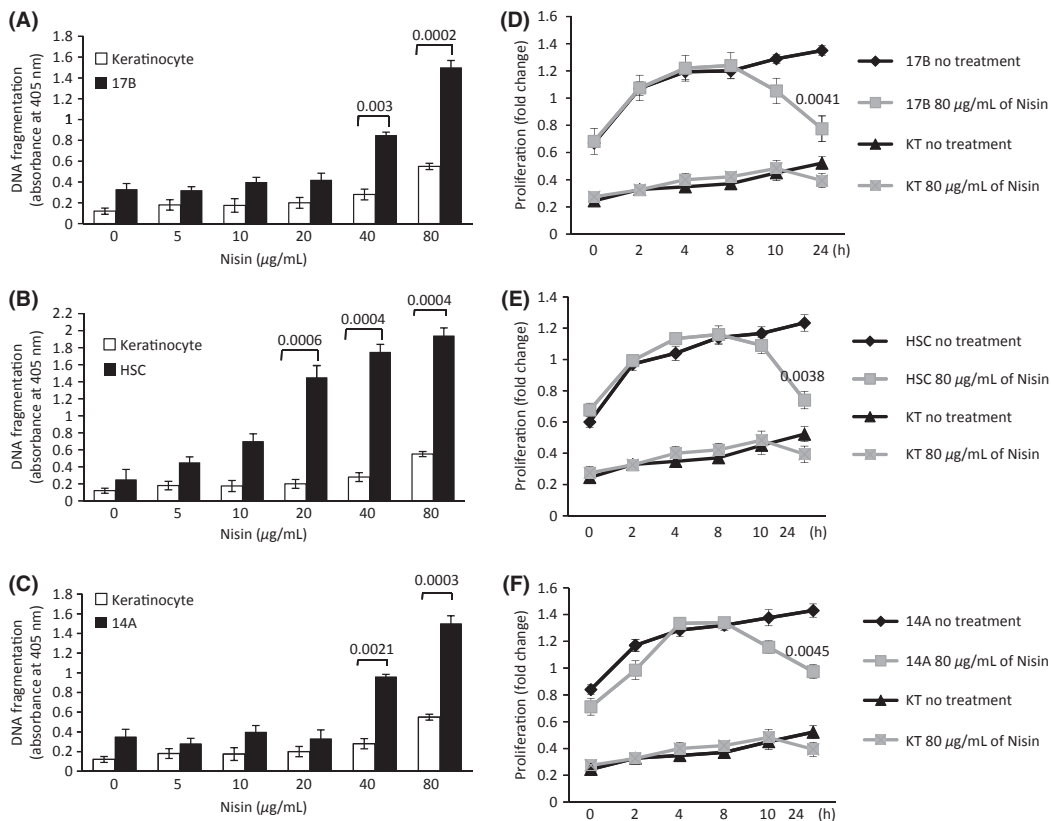 (A)
DNA fragmentation
(absorbance at 405 nm)
1.8
1.6
1.4
1.2
1
0.8
0.6
0.4
0.2
0
Keratinocyte
17B
0.003
0.0002
0 5 10 20 40 80
Nisin (µg/mL)
(D)
Proliferation (fold change)
1.6
1.4
1.2
1
0.8
0.6
0.4
0.2
0
0.0041
0 2 4 8 10 24 (h)
17B no treatment
17B 80 µg/mL of Nisin
KT no treatment
KT 80 µg/mL of Nisin
(B)
DNA fragmentation
(absorbance at 405 nm)
2.2
2
1.8
1.6
1.4
1.2
1
0.8
0.6
0.4
0.2
0
Keratinocyte
HSC
0.0006
0.0004
0.0004
0 5 10 20 40 80
Nisin (µg/mL)
(E)
Proliferation (fold change)
1.4
1.2
1
0.8
0.6
0.4
0.2
0
0.0038
0 2 4 8 10 24 (h)
HSC no treatment
HSC 80 µg/mL of Nisin
KT no treatment
KT 80 µg/mL of Nisin
(C)
DNA fragmentation
(absorbance at 405 nm)
1.8
1.6
1.4
1.2
1
0.8
0.6
0.4
0.2
0
Keratinocyte
14A
0.0021
0.0003
0 5 10 20 40 80
Nisin (µg/mL)
(F)
Proliferation (fold change)
1.6
1.4
1.2
1
0.8
0.6
0.4
0.2
0
0.0045
0 2 4 8 10 24 (h)
14A no treatment
14A 80 µg/mL of Nisin
KT no treatment
KT 80 µg/mL of Nisin